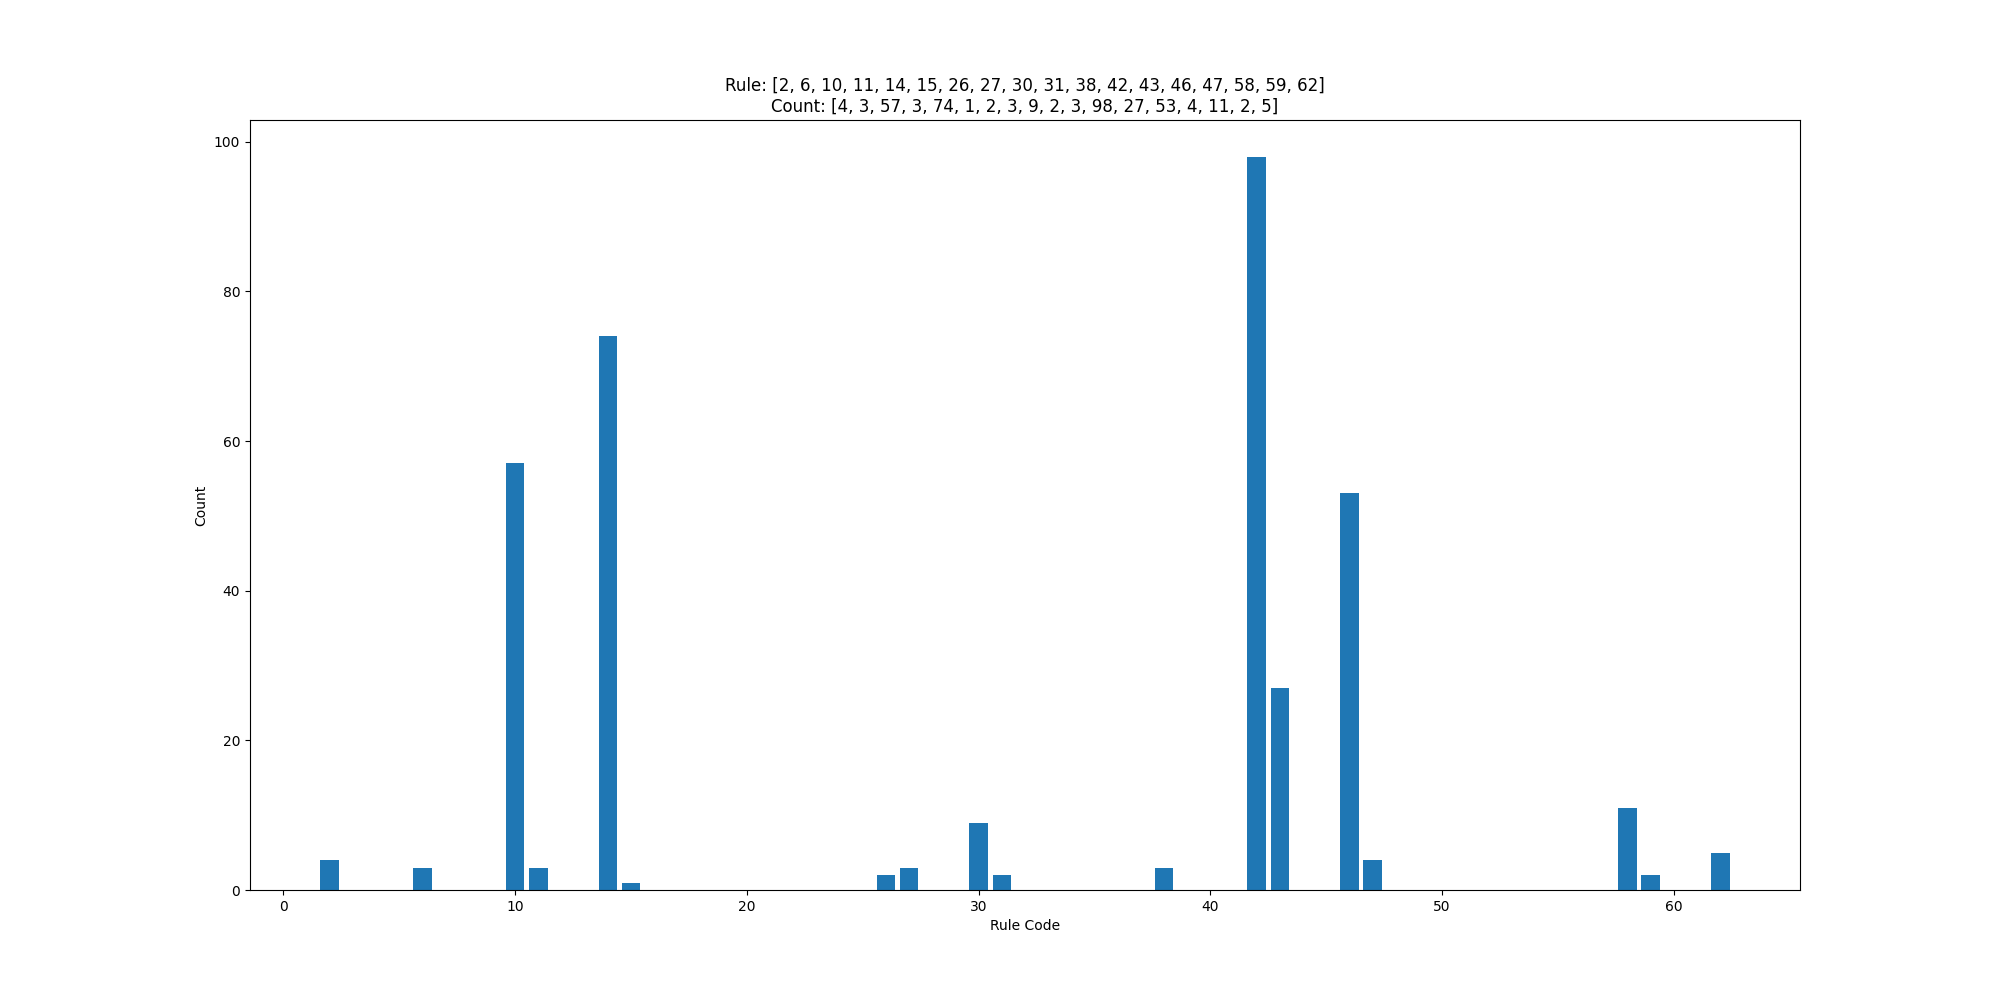 Rule: [2, 6, 10, 11, 14, 15, 26, 27, 30, 31, 38, 42, 43, 46, 47, 58, 59, 62]
Count: [4, 3, 57, 3, 74, 1, 2, 3, 9, 2, 3, 98, 27, 53, 4, 11, 2, 5]
100
80
60
40
20
0
Count
0 10 20 30 40 50 60
Rule Code